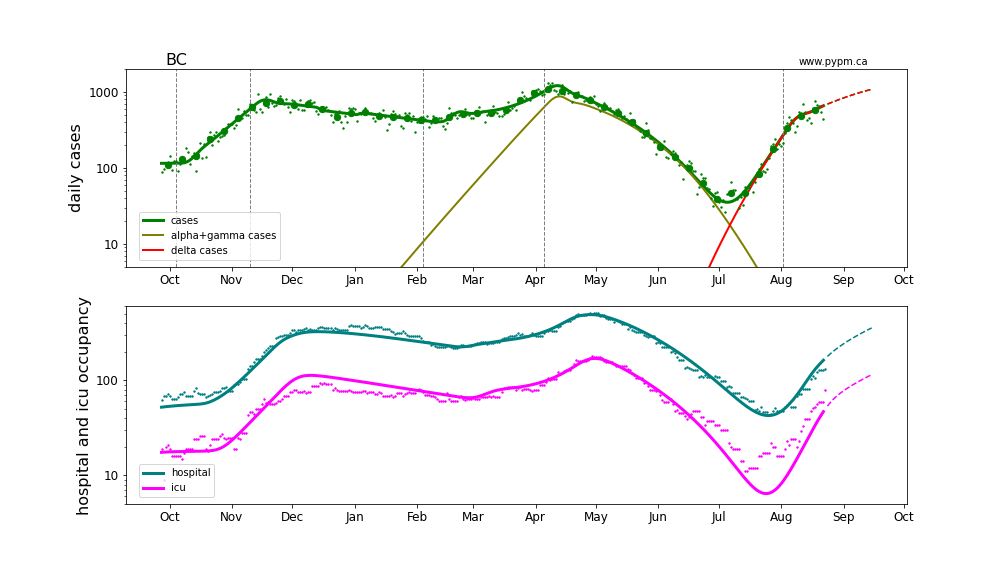 BC
www.pypm.ca
daily cases
1000
100
10
cases
alpha+gamma cases
delta cases
Oct Nov Dec Jan Feb Mar Apr May Jun Jul Aug Sep Oct
hospital and icu occupancy
100
10
hospital
icu
Oct Nov Dec Jan Feb Mar Apr May Jun Jul Aug Sep Oct